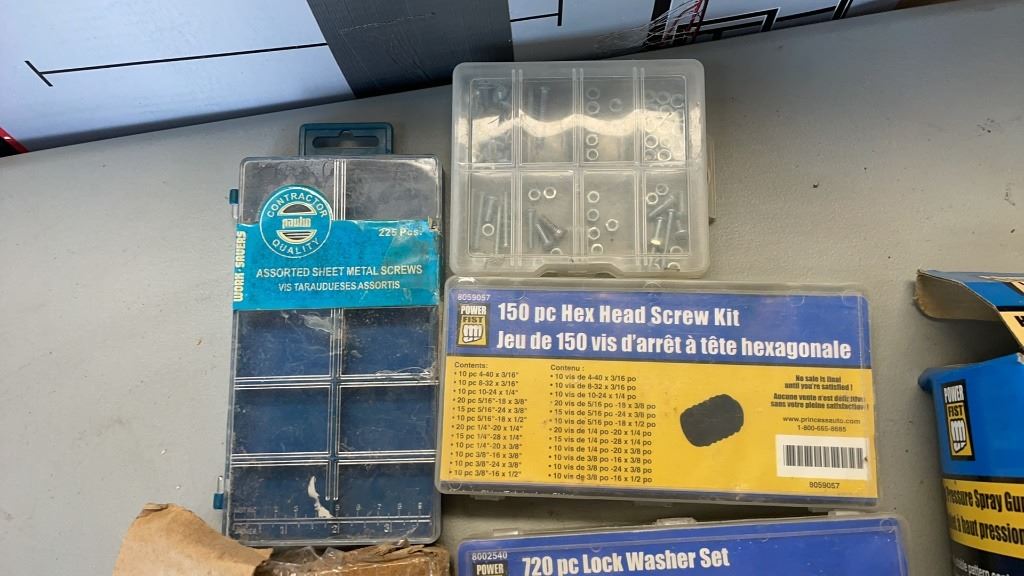 CONTRACTOR
paulin
QUALITY
225 Pcs.
WORK-SAVERS
ASSORTED SHEET METAL SCREWS
VIS TARAUDUESES ASSORTIS
8059057
POWER
FIST
150 pc Hex Head Screw Kit
Jeu de 150 vis d'arrêt à tête hexagonale
Contents:
• 10 pc 4-40 x 3/16"
• 10 pc 8-32 x 3/16"
• 10 pc 10-24 x 1/4"
• 20 pc 5/16"-18 x 3/8"
• 15 pc 5/16"-24 x 3/8"
• 10 pc 5/16"-18 x 1/2"
• 20 pc 1/4"-20 x 1/4"
• 15 pc 1/4"-28 x 1/4"
• 10 pc 1/4"-20 x 3/8"
• 10 pc 3/8"-16 x 3/8"
• 10 pc 3/8"-24 x 3/8"
• 10 pc 3/8"-16 x 1/2"
Contenu :
• 10 vis de 4-40 x 3/16 po
• 10 vis de 8-32 x 3/16 po
• 10 vis de 10-24 x 1/4 po
• 20 vis de 5/16 po -18 x 3/8 po
• 15 vis de 5/16 po -24 x 3/8 po
• 10 vis de 5/16 po -18 x 1/2 po
• 20 vis de 1/4 po -20 x 1/4 po
• 15 vis de 1/4 po -28 x 1/4 po
• 10 vis de 1/4 po -20 x 3/8 po
• 10 vis de 3/8 po -16 x 3/8 po
• 10 vis de 3/8 po -24 x 3/8 po
• 10 vis de 3/8 po -16 x 1/2 po
No sale is final
until you're satisfied !
Aucune vente n'est définitive
sans votre pleine satisfaction
www.princessauto.com
1-800-665-8685
8059057
8002540
POWER
720 pc Lock Washer Set
POWER
FIST
Pressure Spray Gun
à haut pression